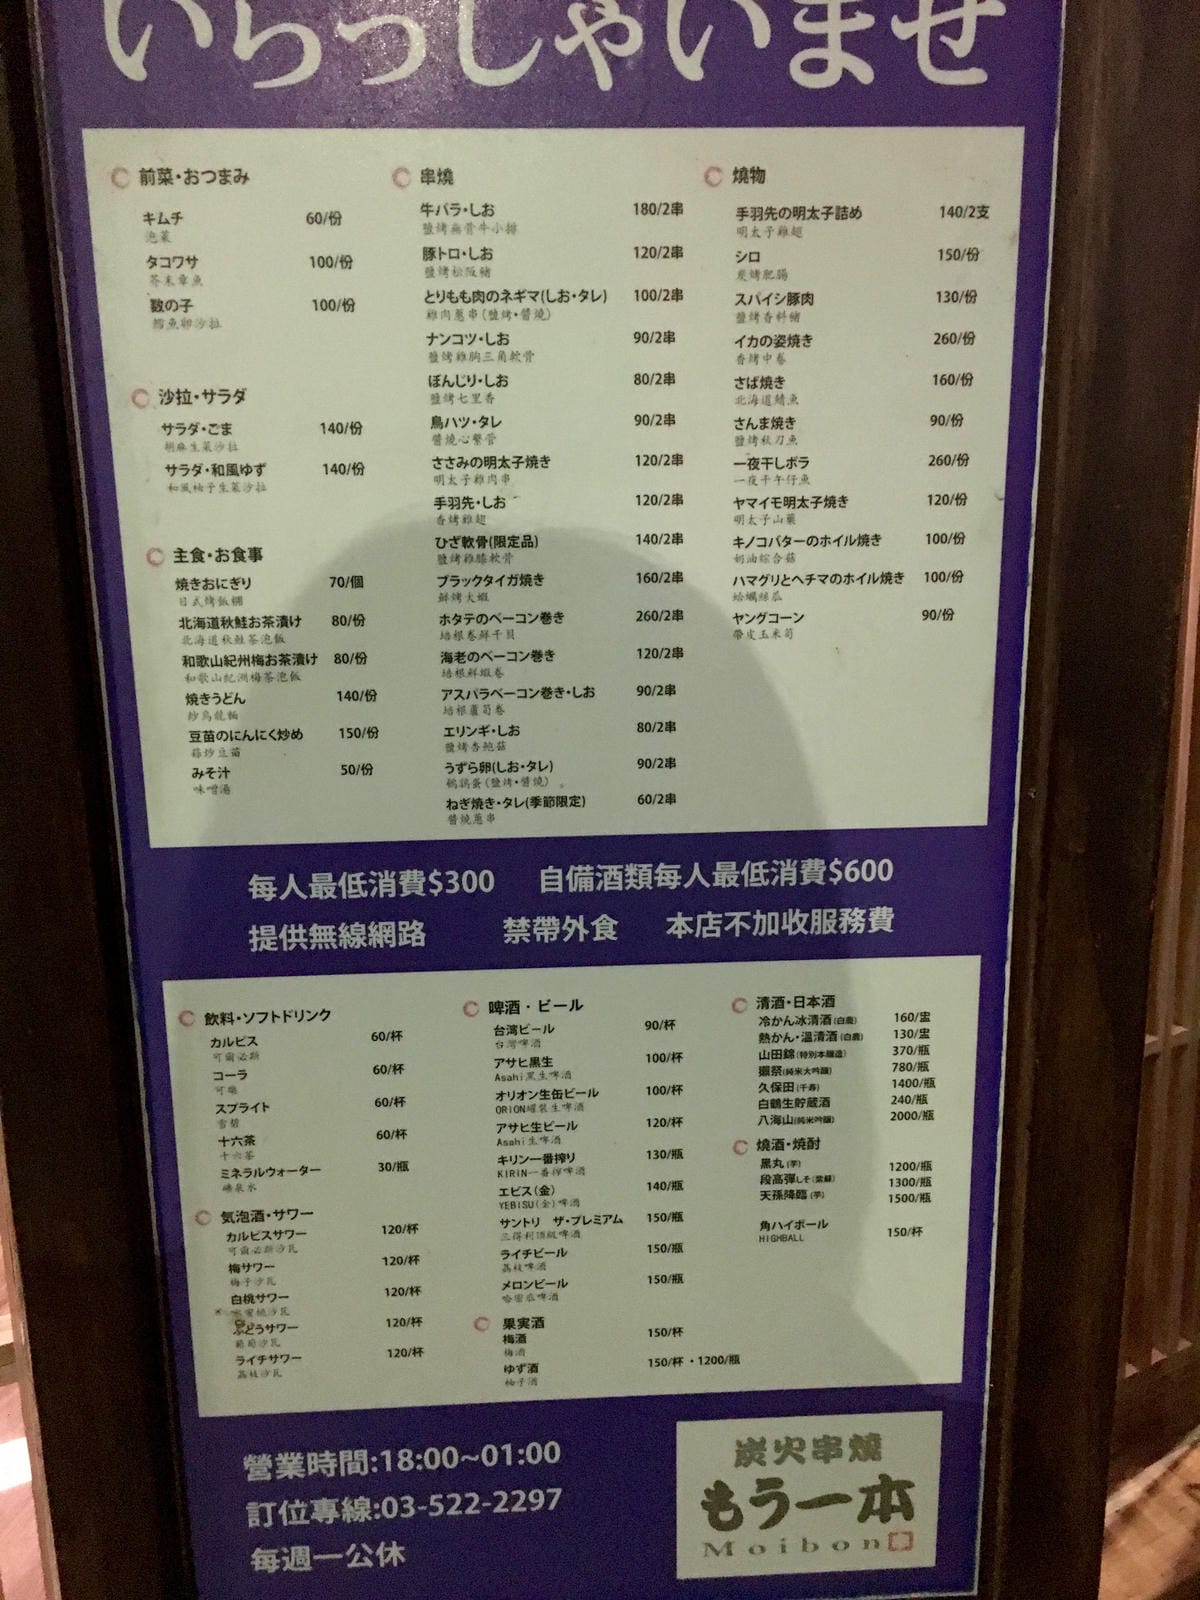 いらっしゃいませ
前菜・おつまみ
キムチ 60/份
泡菜
タコワサ 100/份
芥末章魚
数の子 100/份
鱈魚卵沙拉
沙拉・サラダ
サラダ・ごま 140/份
胡麻生菜沙拉
サラダ・和風ゆず 140/份
和風柚子生菜沙拉
主食・お食事
焼きおにぎり 70/個
日式烤飯糰
北海道秋鮭お茶漬け 80/份
北海道秋鮭茶泡飯
和歌山紀州梅お茶漬け 80/份
和歌山紀洲梅茶泡飯
焼きうどん 140/份
炒烏龍麵
豆苗のにんにく炒め 150/份
蒜炒豆苗
みそ汁 50/份
味噌湯
串燒
牛バラ・しお 180/2串
鹽烤無骨牛小排
豚トロ・しお 120/2串
鹽烤松阪豬
とりもも肉のネギマ(しお・タレ) 100/2串
雞肉蔥串(鹽烤・醬燒)
ナンコツ・しお 90/2串
鹽烤雞胸三角軟骨
ぼんじり・しお 80/2串
鹽烤七里香
鳥ハツ・タレ 90/2串
醬燒心繫管
ささみの明太子焼き 120/2串
明太子雞肉串
手羽先・しお 120/2串
香烤雞翅
ひざ軟骨(限定品) 140/2串
鹽烤雞膝軟骨
ブラックタイガ焼き 160/2串
鮮烤大蝦
ホタテのベーコン巻き 260/2串
培根卷鮮干貝
海老のベーコン巻き 120/2串
培根鮮蝦卷
アスパラベーコン巻き・しお 90/2串
培根蘆筍卷
エリンギ・しお 80/2串
鹽烤杏鮑菇
うずら卵(しお・タレ) 90/2串
鵪鶉蛋(鹽烤・醬燒)
ねぎ焼き・タレ(季節限定) 60/2串
醬燒蔥串
燒物
手羽先の明太子詰め 140/2支
明太子雞翅
シロ 150/份
炭烤肥腸
スパイシ豚肉 130/份
鹽烤香料豬
イカの姿焼き 260/份
香烤中卷
さば焼き 160/份
北海道鯖魚
さんま焼き 90/份
鹽烤秋刀魚
一夜干しボラ 260/份
一夜干午仔魚
ヤマイモ明太子焼き 120/份
明太子山藥
キノコバターのホイル焼き 100/份
奶油綜合菇
ハマグリとヘチマのホイル焼き 100/份
蛤蠣絲瓜
ヤングコーン 90/份
帶皮玉米筍
每人最低消費$300 自備酒類每人最低消費$600
提供無線網路 禁帶外食 本店不加收服務費
飲料・ソフトドリンク
カルピス 60/杯
可爾必斯
コーラ 60/杯
可樂
スプライト 60/杯
雪碧
十六茶 60/杯
十六茶
ミネラルウォーター 30/瓶
礦泉水
気泡酒・サワー
カルピスサワー 120/杯
可爾必斯沙瓦
梅サワー 120/杯
梅子沙瓦
白桃サワー 120/杯
水蜜桃沙瓦
ぶどうサワー 120/杯
葡萄沙瓦
ライチサワー 120/杯
荔枝沙瓦
啤酒・ビール
台湾ビール 90/杯
台灣啤酒
アサヒ黒生 100/杯
Asahi黑生啤酒
オリオン生缶ビール 100/杯
ORION罐裝生啤酒
アサヒ生ビール 120/杯
Asahi生啤酒
キリン一番搾り 130/瓶
KIRIN一番搾啤酒
エビス(金) 140/瓶
YEBISU(金)啤酒
サントリ ザ・プレミアム 150/瓶
三得利頂級啤酒
ライチビール 150/瓶
荔枝啤酒
メロンビール 150/瓶
哈密瓜啤酒
果実酒
梅酒 150/杯
梅酒
ゆず酒 150/杯・1200/瓶
柚子酒
清酒・日本酒
冷かん冰清酒(白鹿) 160/盅
熱かん・溫清酒(白鹿) 130/盅
山田錦(特別本釀造) 370/瓶
獺祭(純米大吟釀) 780/瓶
久保田(千寿) 1400/瓶
白鶴生貯蔵酒 240/瓶
八海山(純米吟釀) 2000/瓶
燒酒・焼酎
黒丸(芋) 1200/瓶
段高彈しそ(紫蘇) 1300/瓶
天孫降臨(芋) 1500/瓶
角ハイボール 150/杯
HIGHBALL
營業時間:18:00~01:00
訂位專線:03-522-2297
每週一公休
炭火串燒
もう一本
Moibon